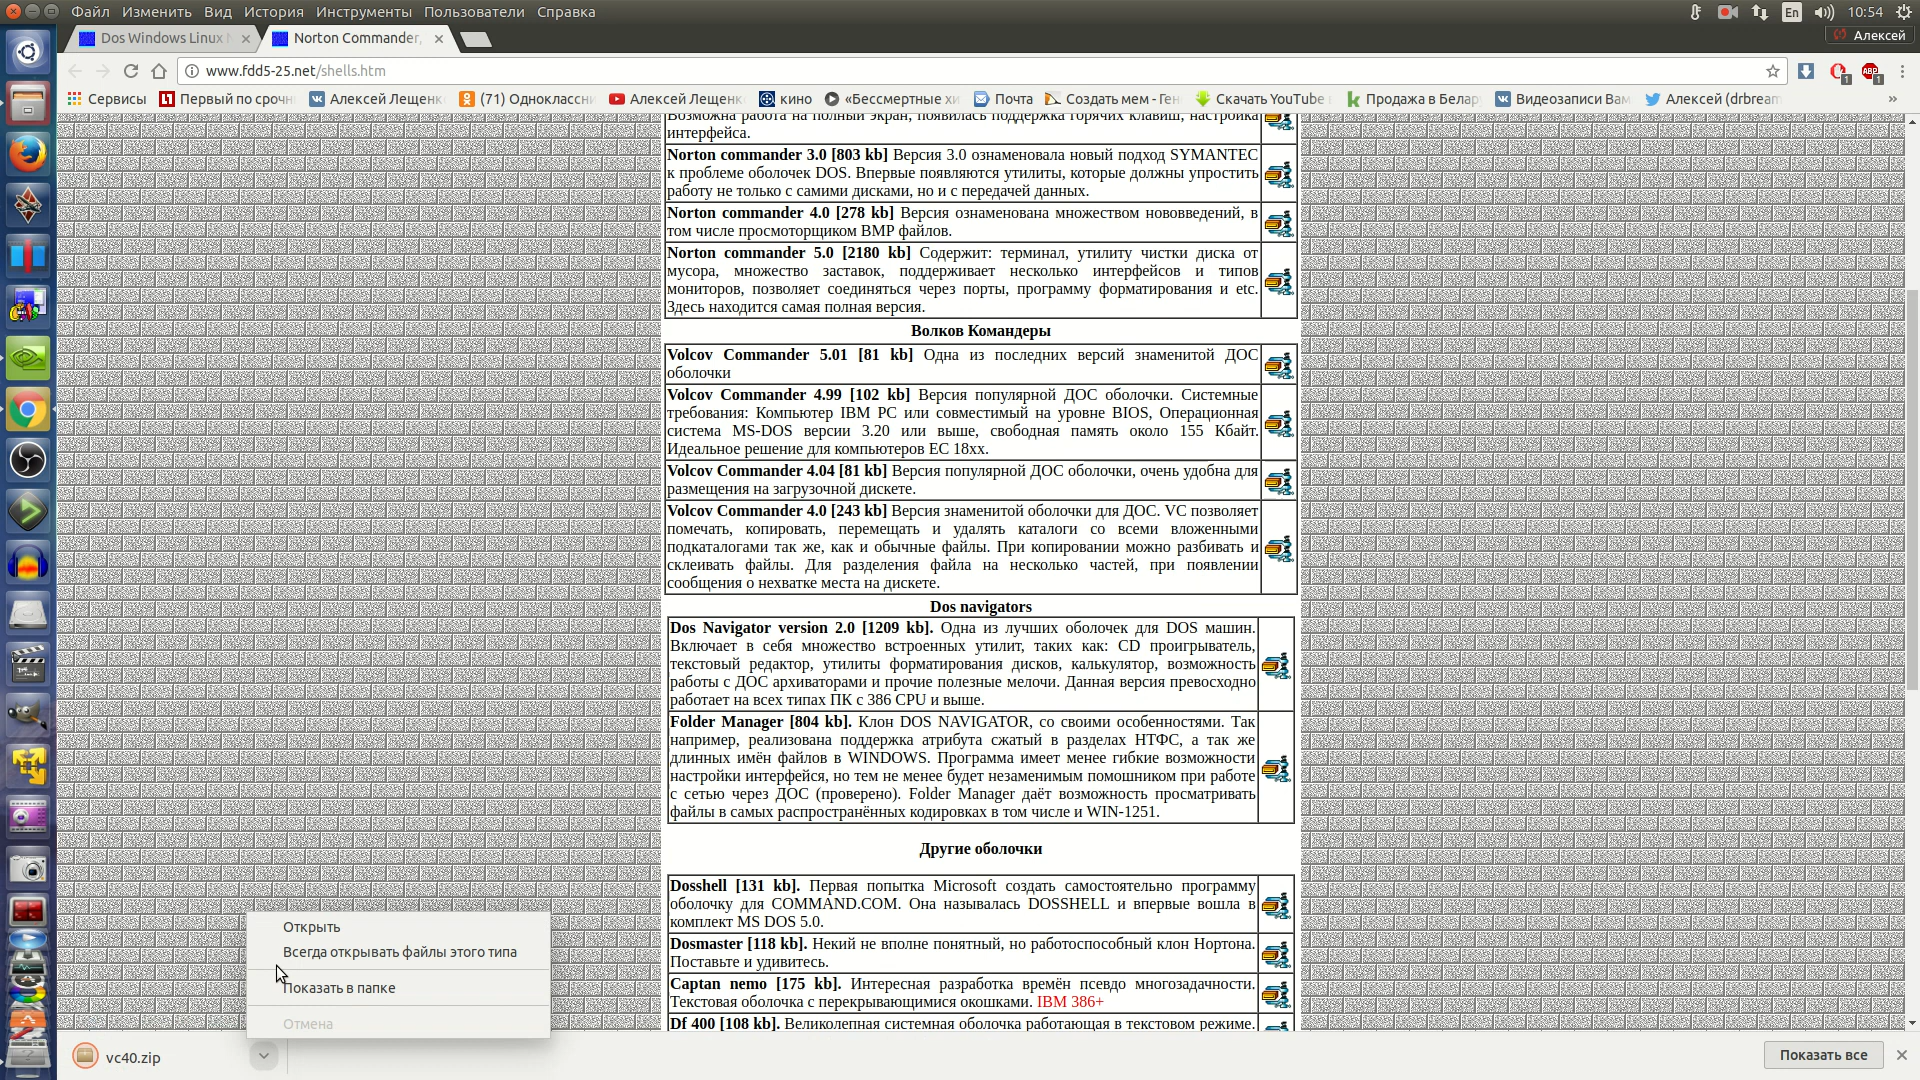 Файл Изменить Вид История Инструменты Пользователи Справка
En 10:54
Dos Windows Linux
Norton Commander,
Алексей
www.fdd5-25.net/shells.htm
1
ABP 1
Сервисы Первый по срочн Алексей Лещенк (71) Одноклассни Алексей Лещенк кино «Бессмертные хи Почта Создать мем - Ген Скачать YouTube Продажа в Белар Видеозаписи Вам Алексей (drbream »
Возможна работа на полный экран, появилась поддержка горячих клавиш, настройка
интерфейса.
Norton commander 3.0 [803 kb] Версия 3.0 ознаменовала новый подход SYMANTEC
к проблеме оболочек DOS. Впервые появляются утилиты, которые должны упростить
работу не только с самими дисками, но и с передачей данных.
Norton commander 4.0 [278 kb] Версия ознаменована множеством нововведений, в
том числе просмоторщиком BMP файлов.
Norton commander 5.0 [2180 kb] Содержит: терминал, утилиту чистки диска от
мусора, множество заставок, поддерживает несколько интерфейсов и типов
мониторов, позволяет соединяться через порты, программу форматирования и etc.
Здесь находится самая полная версия.
Волков Командеры
Volcov Commander 5.01 [81 kb] Одна из последних версий знаменитой ДОС
оболочки
Volcov Commander 4.99 [102 kb] Версия популярной ДОС оболочки. Системные
требования: Компьютер IBM PC или совместимый на уровне BIOS, Операционная
система MS-DOS версии 3.20 или выше, свободная память около 155 Кбайт.
Идеальное решение для компьютеров ЕС 18xx.
Volcov Commander 4.04 [81 kb] Версия популярной ДОС оболочки, очень удобна для
размещения на загрузочной дискете.
Volcov Commander 4.0 [243 kb] Версия знаменитой оболочки для ДОС. VC позволяет
помечать, копировать, перемещать и удалять каталоги со всеми вложенными
подкаталогами так же, как и обычные файлы. При копировании можно разбивать и
склеивать файлы. Для разделения файла на несколько частей, при появлении
сообщения о нехватке места на дискете.
Dos navigators
Dos Navigator version 2.0 [1209 kb]. Одна из лучших оболочек для DOS машин.
Включает в себя множество встроенных утилит, таких как: CD проигрыватель,
текстовый редактор, утилиты форматирования дисков, калькулятор, возможность
работы с ДОС архиваторами и прочие полезные мелочи. Данная версия превосходно
работает на всех типах ПК с 386 CPU и выше.
Folder Manager [804 kb]. Клон DOS NAVIGATOR, со своими особенностями. Так
например, реализована поддержка атрибута сжатый в разделах НТФС, а так же
длинных имён файлов в WINDOWS. Программа имеет менее гибкие возможности
настройки интерфейса, но тем не менее будет незаменимым помошником при работе
с сетью через ДОС (проверено). Folder Manager даёт возможность просматривать
файлы в самых распространённых кодировках в том числе и WIN-1251.
Другие оболочки
Dosshell [131 kb]. Первая попытка Microsoft создать самостоятельно программу
оболочку для COMMAND.COM. Она называлась DOSSHELL и впервые вошла в
комплект MS DOS 5.0.
Dosmaster [118 kb]. Некий не вполне понятный, но работоспособный клон Нортона.
Поставьте и удивитесь.
Captan nemo [175 kb]. Интересная разработка времён псевдо многозадачности.
Текстовая оболочка с перекрывающимися окошками. IBM 386+
Df 400 [108 kb]. Великолепная системная оболочка работающая в текстовом режиме.
Открыть
Всегда открывать файлы этого типа
Показать в папке
Отмена
vc40.zip
Показать все